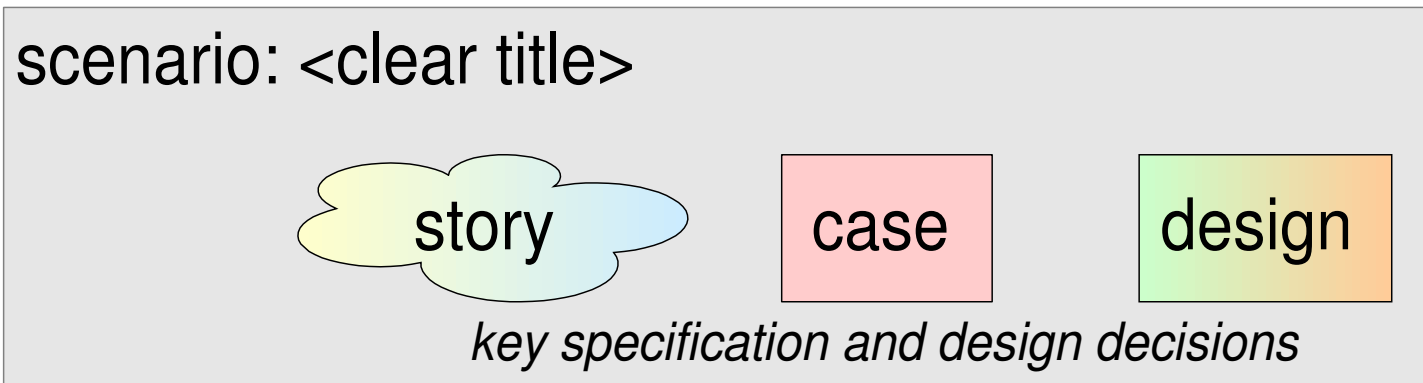 scenario: <clear title>
story case design
key specification and design decisions